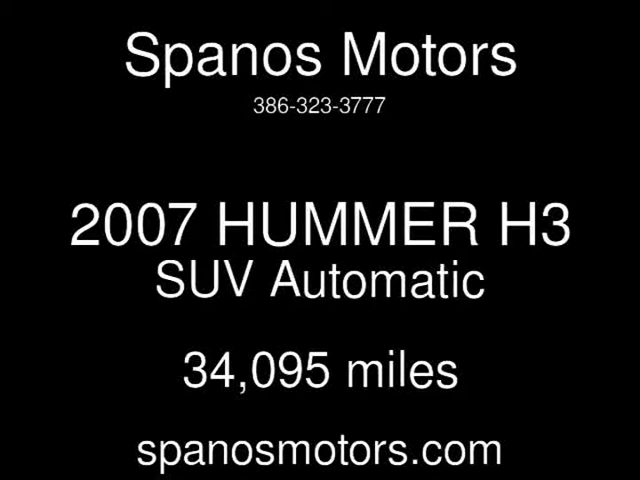 Spanos Motors
386-323-3777
2007 HUMMER H3
SUV Automatic
34,095 miles
spanosmotors.com